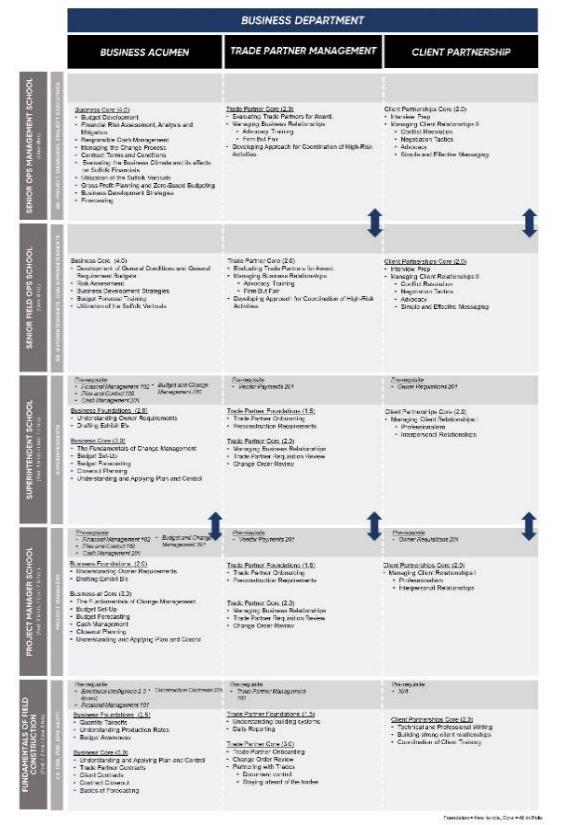 BUSINESS DEPARTMENT
BUSINESS ACUMEN
TRADE PARTNER MANAGEMENT
CLIENT PARTNERSHIP
SENIOR OPS MANAGEMENT SCHOOL
Business Core (4.0)
• Budget Development
• Financial Risk Assessment, Analysis and
Mitigation
• Responsible Cash Management
• Managing the Change Process
• Contract Terms and Conditions
• Evaluating the Business Climate and its effects
on Suffolk Financials
• Utilization of the Suffolk Verticals
• Gross Profit Planning and Zero-Based Budgeting
• Business Development Strategies
• Forecasting
Trade Partner Core (2.0)
• Evaluating Trade Partners for Award.
• Managing Business Relationships
• Advocacy Training
• Firm But Fair
• Developing Approach for Coordination of High-Risk
Activities
Client Partnerships Core (2.0)
• Interview Prep
• Managing Client Relationships II
• Conflict Resolution
• Negotiation Tactics
• Advocacy
• Simple and Effective Messaging
SENIOR FIELD OPS SCHOOL
Business Core (4.0)
• Development of General Conditions and General
Requirement Budgets
• Risk Assessment
• Business Development Strategies
• Budget Forecast Training
• Utilization of the Suffolk Verticals
Trade Partner Core (2.0)
• Evaluating Trade Partners for Award.
• Managing Business Relationships
• Advocacy Training
• Firm But Fair
• Developing Approach for Coordination of High-Risk
Activities
Client Partnerships Core (2.0)
• Interview Prep
• Managing Client Relationships II
• Conflict Resolution
• Negotiation Tactics
• Advocacy
• Simple and Effective Messaging
SUPERINTENDENT SCHOOL
SUPERINTENDENTS
Pre-requisite
• Financial Management 102 • Budget and Change
• Plan and Control 102 Management 201
• Cash Management 201
Business Foundations (2.0)
• Understanding Owner Requirements
• Drafting Exhibit B's
Business Core (3.0)
• The Fundamentals of Change Management
• Budget Set-Up
• Budget Forecasting
• Closeout Planning
• Understanding and Applying Plan and Control
Pre-requisite
• Vendor Payments 201
Trade Partner Foundations (1.5)
• Trade Partner Onboarding
• Preconstruction Requirements
Trade Partner Core (2.0)
• Managing Business Relationships
• Trade Partner Requisition Review
• Change Order Review
Pre-requisite
• Owner Requisitions 201
Client Partnerships Core (2.0)
• Managing Client Relationships I
• Professionalism
• Interpersonal Relationships
PROJECT MANAGER SCHOOL
PROJECT MANAGERS
Pre-requisite
• Financial Management 102 • Budget and Change
• Plan and Control 102 Management 201
• Cash Management 201
Business Foundations (2.0)
• Understanding Owner Requirements
• Drafting Exhibit B's
Business Core (3.0)
• The Fundamentals of Change Management
• Budget Set-Up
• Budget Forecasting
• Cash Management
• Closeout Planning
• Understanding and Applying Plan and Control
Pre-requisite
• Vendor Payments 201
Trade Partner Foundations (1.5)
• Trade Partner Onboarding
• Preconstruction Requirements
Trade Partner Core (2.0)
• Managing Business Relationships
• Trade Partner Requisition Review
• Change Order Review
Pre-requisite
• Owner Requisitions 201
Client Partnerships Core (2.0)
• Managing Client Relationships I
• Professionalism
• Interpersonal Relationships
FUNDAMENTALS OF FIELD
CONSTRUCTION
Pre-requisite
• Emotional Intelligence 2.0 • Construction Contracts
• Financial Management 101
Business Foundations (2.5)
• Quantity Takeoffs
• Understanding Production Rates
• Budget Awareness
Business Core (3.0)
• Understanding and Applying Plan and Control
• Trade Partner Contracts
• Client Contracts
• Contract Closeout
• Basics of Forecasting
Pre-requisite
• Trade Partner Management
101
Trade Partner Foundations (1.5)
• Understanding building systems
• Daily Reporting
Trade Partner Core (3.0)
• Trade Partner Onboarding
• Change Order Review
• Partnering with Trades
• Document control
• Staying ahead of the trades
Pre-requisite
• N/A
Client Partnerships Core (2.0)
• Technical and Professional Writing
• Building strong client relationships
• Coordination of Client Training